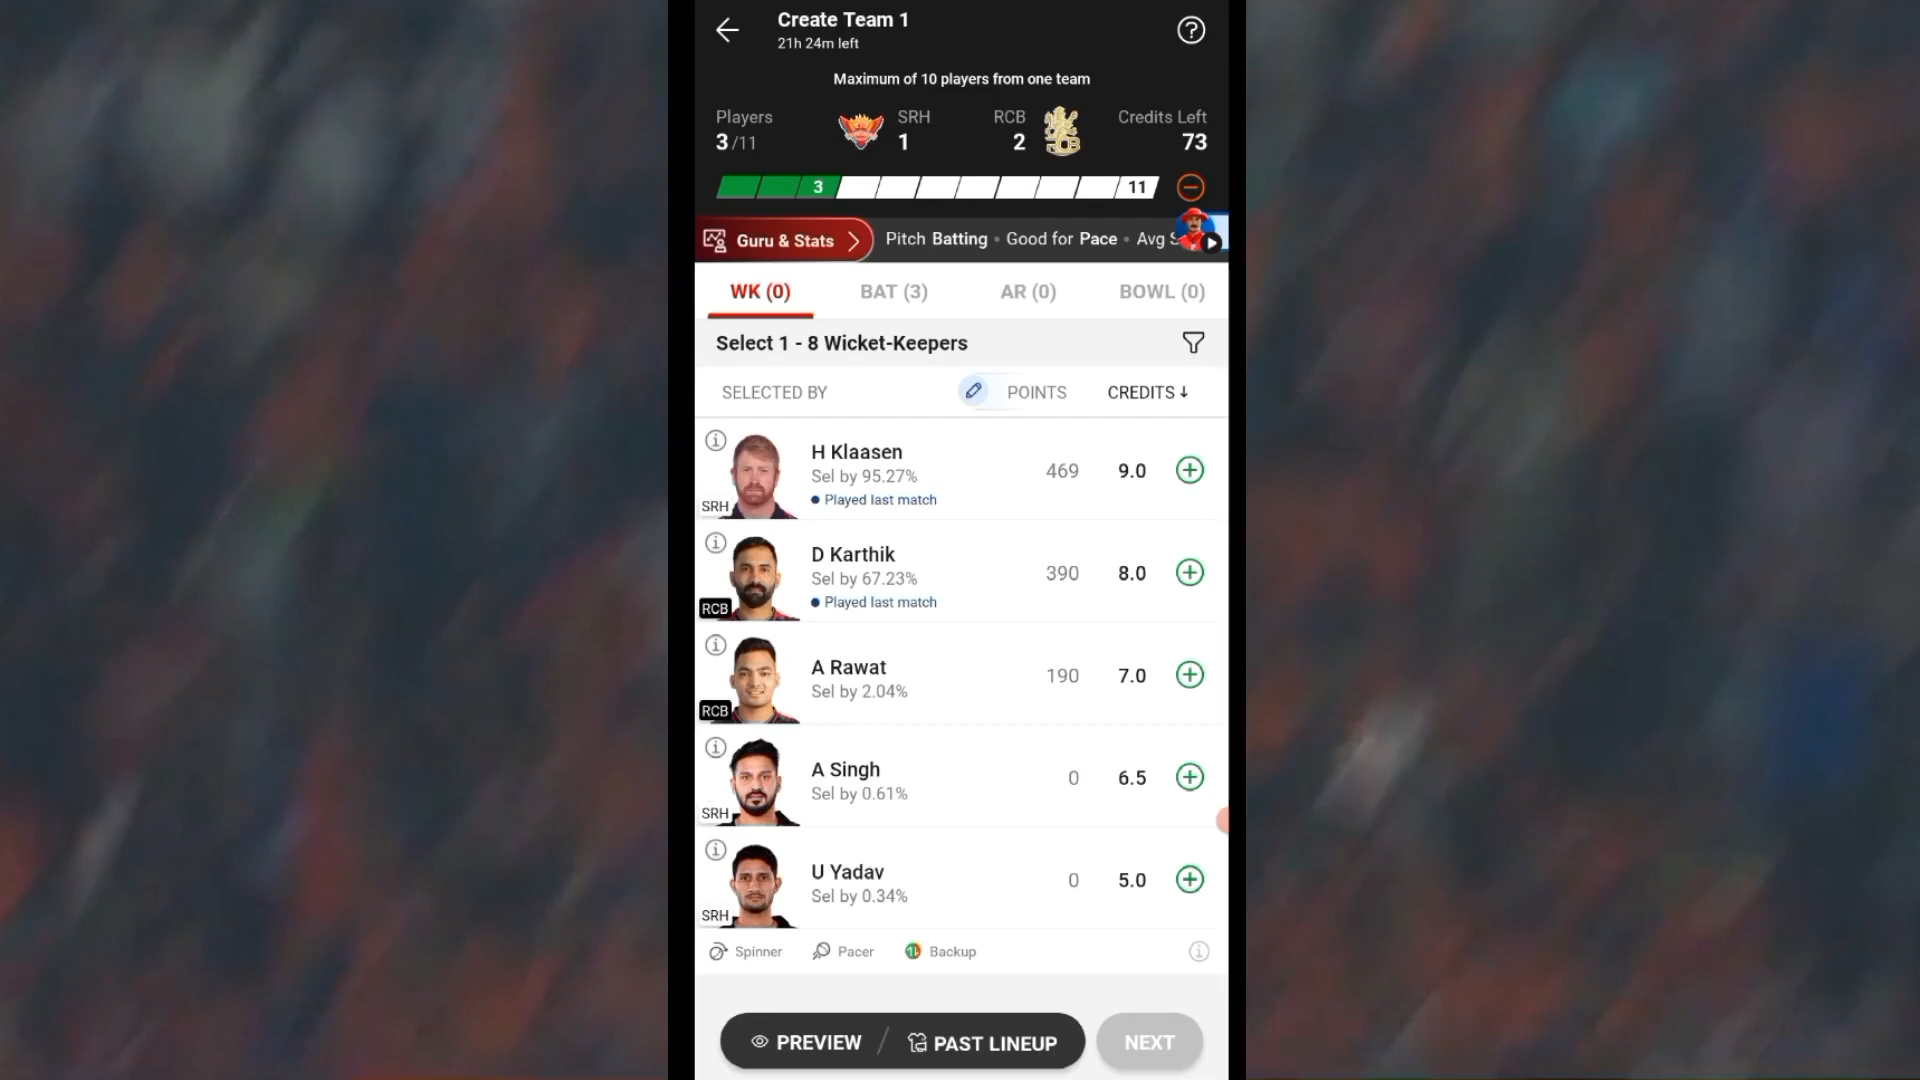 Create Team 1
21h 24m left
Maximum of 10 players from one team
Players SRH RCB Credits Left
3 /11 1 2 73
3 11
Guru & Stats Pitch Batting • Good for Pace • Avg S
WK (0) BAT (3) AR (0) BOWL (0)
Select 1 - 8 Wicket-Keepers
SELECTED BY POINTS CREDITS ↓
H Klaasen
Sel by 95.27% 469 9.0
Played last match
SRH
D Karthik
Sel by 67.23% 390 8.0
Played last match
RCB
A Rawat
Sel by 2.04% 190 7.0
RCB
A Singh
Sel by 0.61% 0 6.5
SRH
U Yadav
Sel by 0.34% 0 5.0
SRH
Spinner Pacer Backup
PREVIEW / PAST LINEUP NEXT